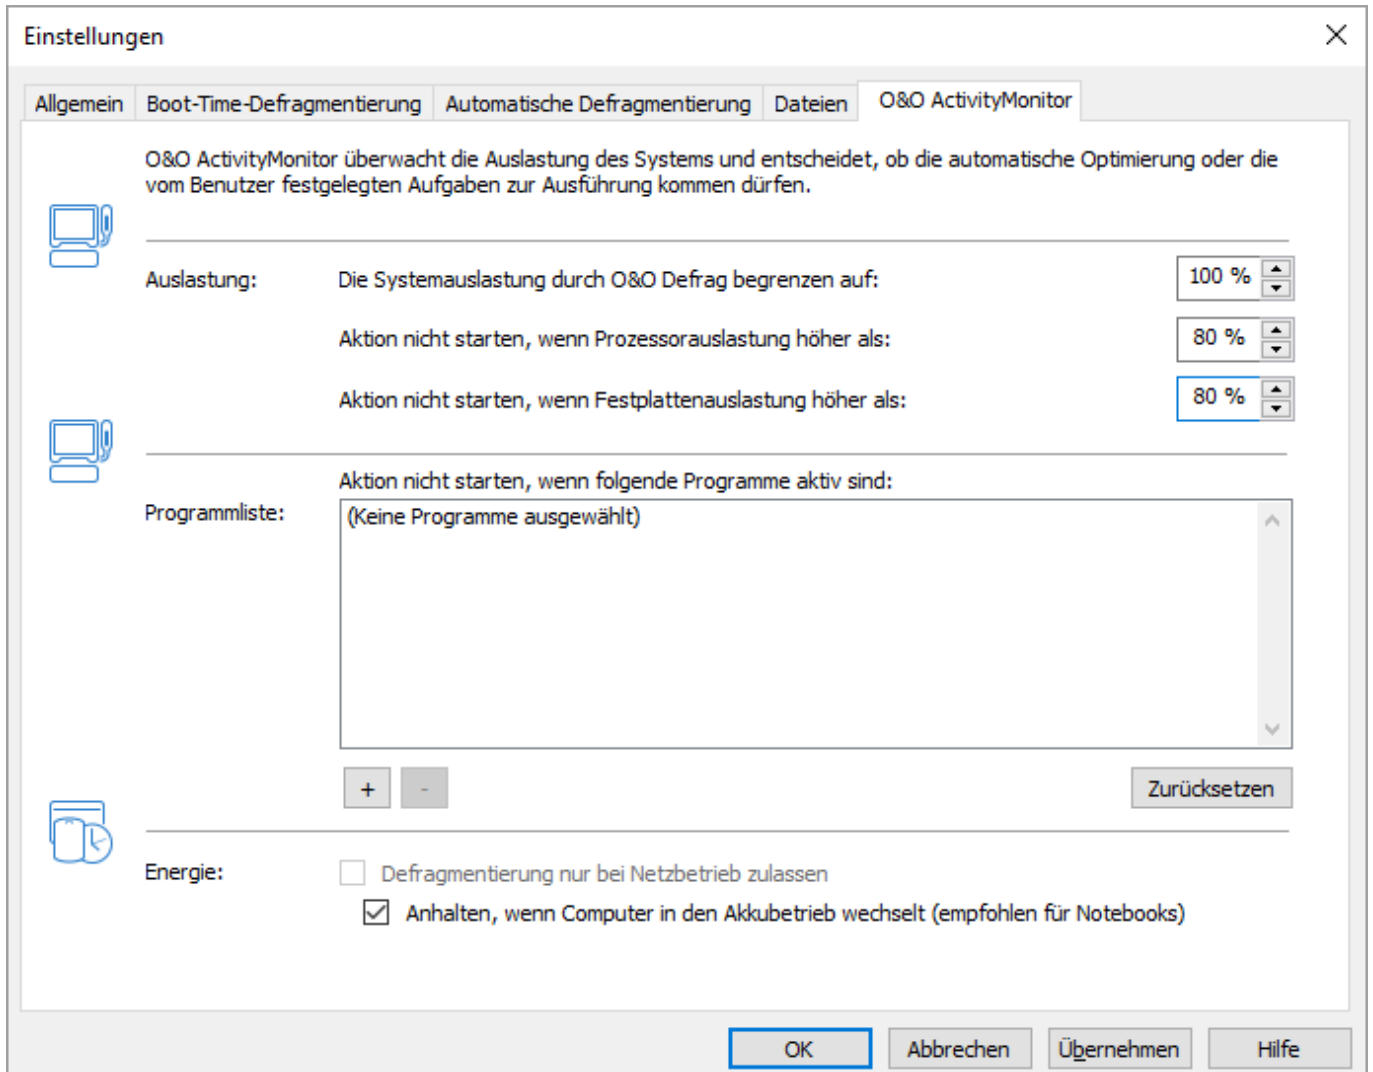 Einstellungen
Allgemein Boot-Time-Defragmentierung Automatische Defragmentierung Dateien O&O ActivityMonitor
O&O ActivityMonitor überwacht die Auslastung des Systems und entscheidet, ob die automatische Optimierung oder die
vom Benutzer festgelegten Aufgaben zur Ausführung kommen dürfen.
Auslastung: Die Systemauslastung durch O&O Defrag begrenzen auf: 100 %
Aktion nicht starten, wenn Prozessorauslastung höher als: 80 %
Aktion nicht starten, wenn Festplattenauslastung höher als: 80 %
Aktion nicht starten, wenn folgende Programme aktiv sind:
Programmliste: (Keine Programme ausgewählt)
+ - Zurücksetzen
Energie: Defragmentierung nur bei Netzbetrieb zulassen
Anhalten, wenn Computer in den Akkubetrieb wechselt (empfohlen für Notebooks)
OK Abbrechen Übernehmen Hilfe